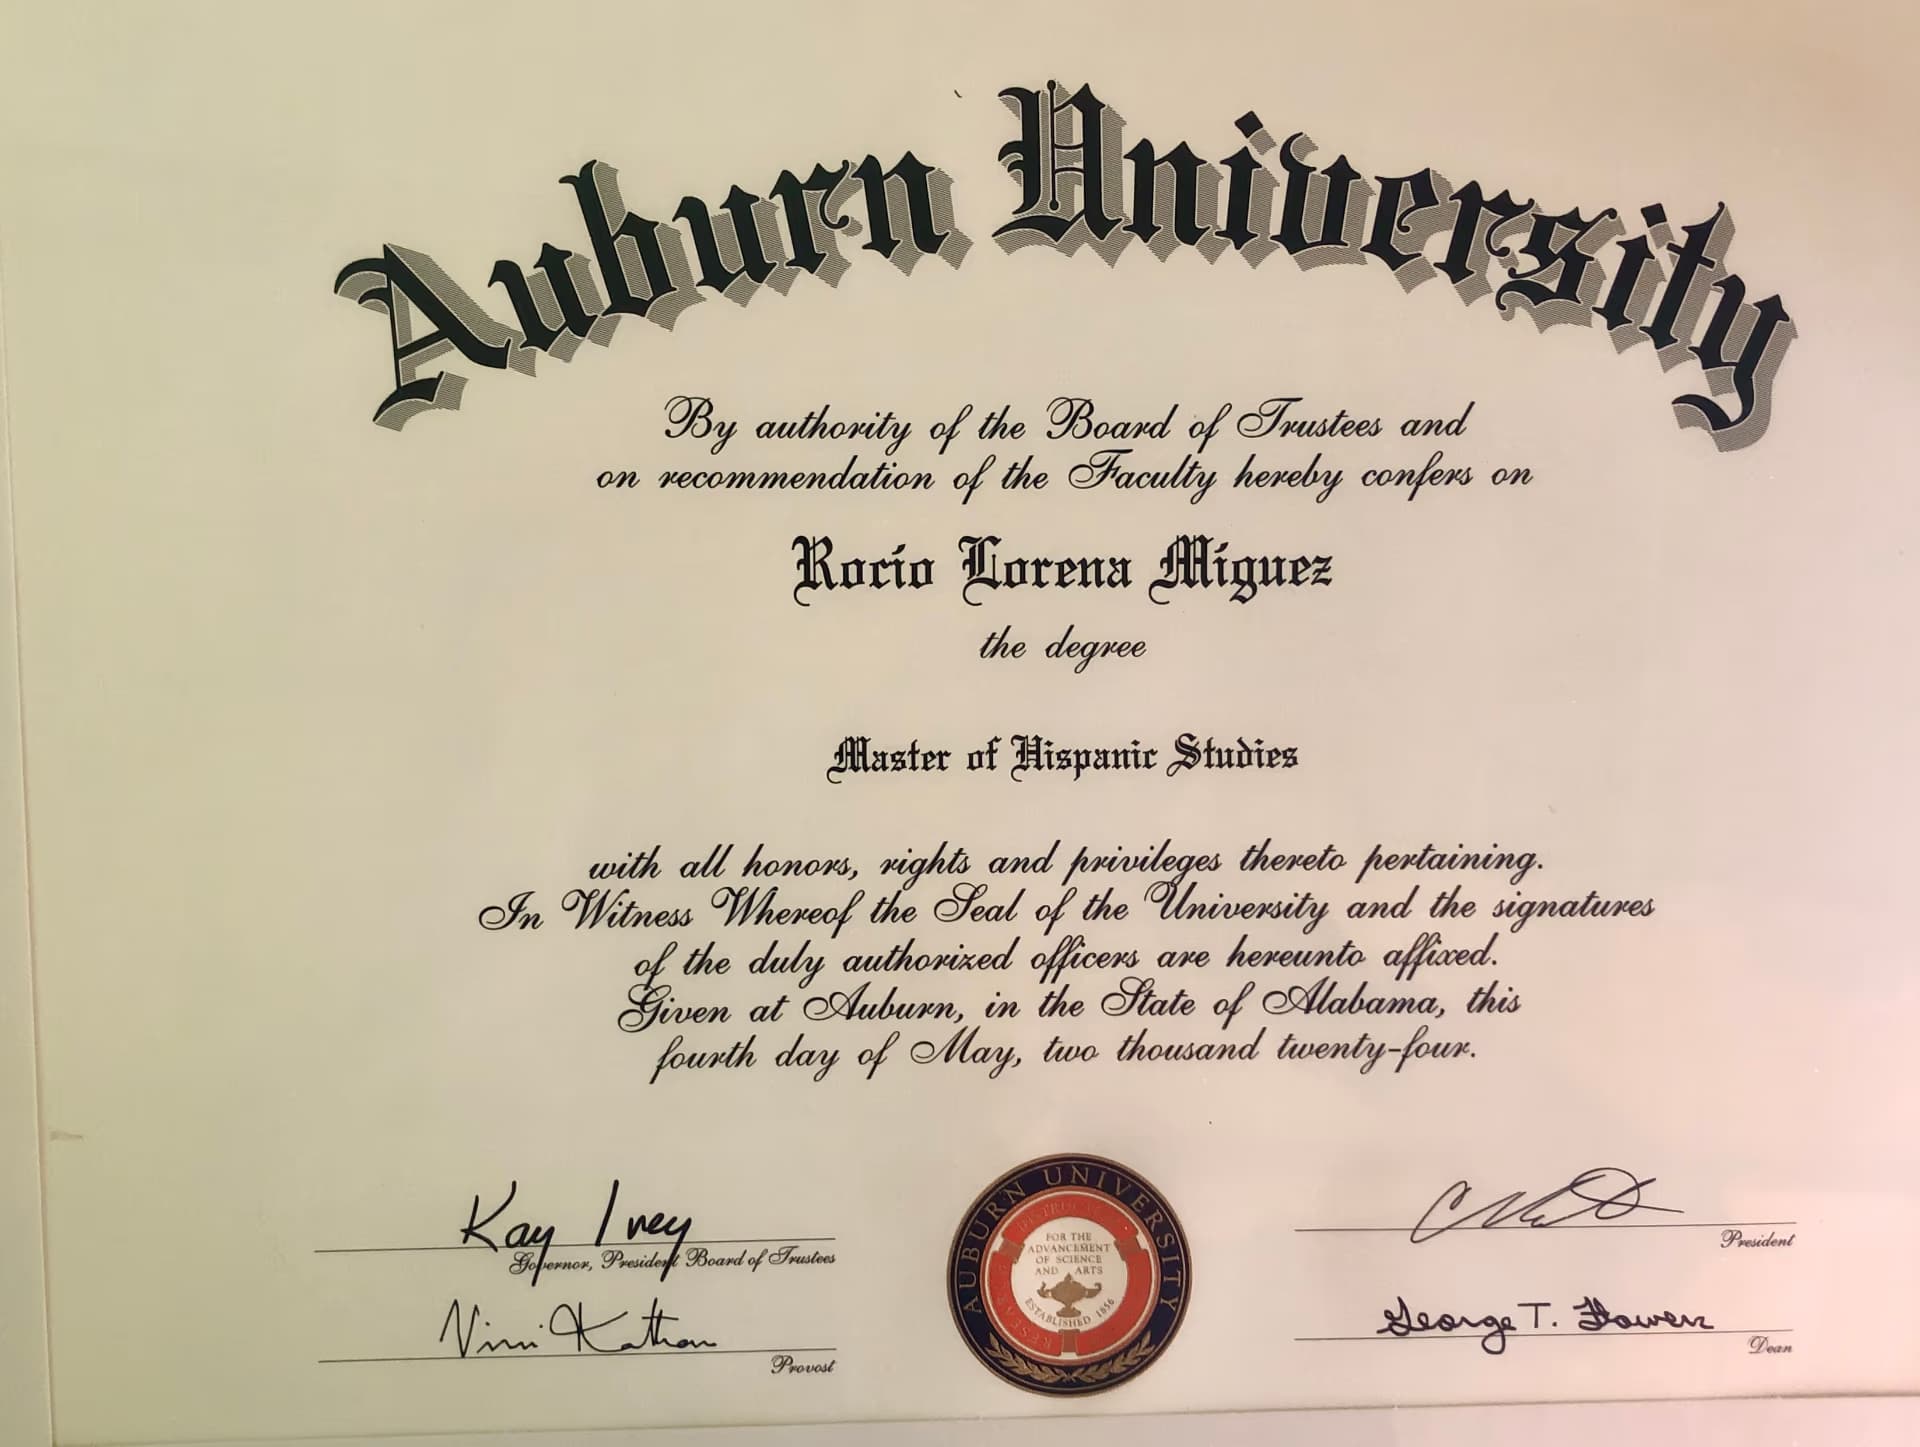 Auburn University
By authority of the Board of Trustees and
on recommendation of the Faculty hereby confers on
Rocío Lorena Míguez
the degree
Master of Hispanic Studies
with all honors, rights and privileges thereto pertaining.
In Witness Whereof the Seal of the University and the signatures
of the duly authorized officers are hereunto affixed.
Given at Auburn, in the State of Alabama, this
fourth day of May, two thousand twenty-four.
Kay Ivey
Governor, President Board of Trustees
President
George T. Flowers
Provost
Dean
AUBURN UNIVERSITY
FOR THE
ADVANCEMENT
OF SCIENCE
AND ARTS
ESTABLISHED 1856